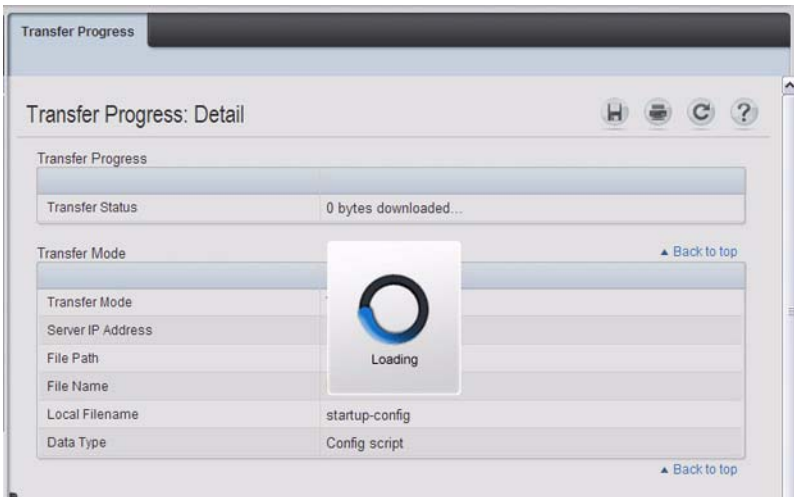 Transfer Progress
Transfer Progress: Detail
?
Transfer Progress
Transfer Status 0 bytes downloaded...
Transfer Mode ▲ Back to top
Transfer Mode
Server IP Address
File Path
Loading
File Name
Local Filename startup-config
Data Type Config script
▲ Back to top